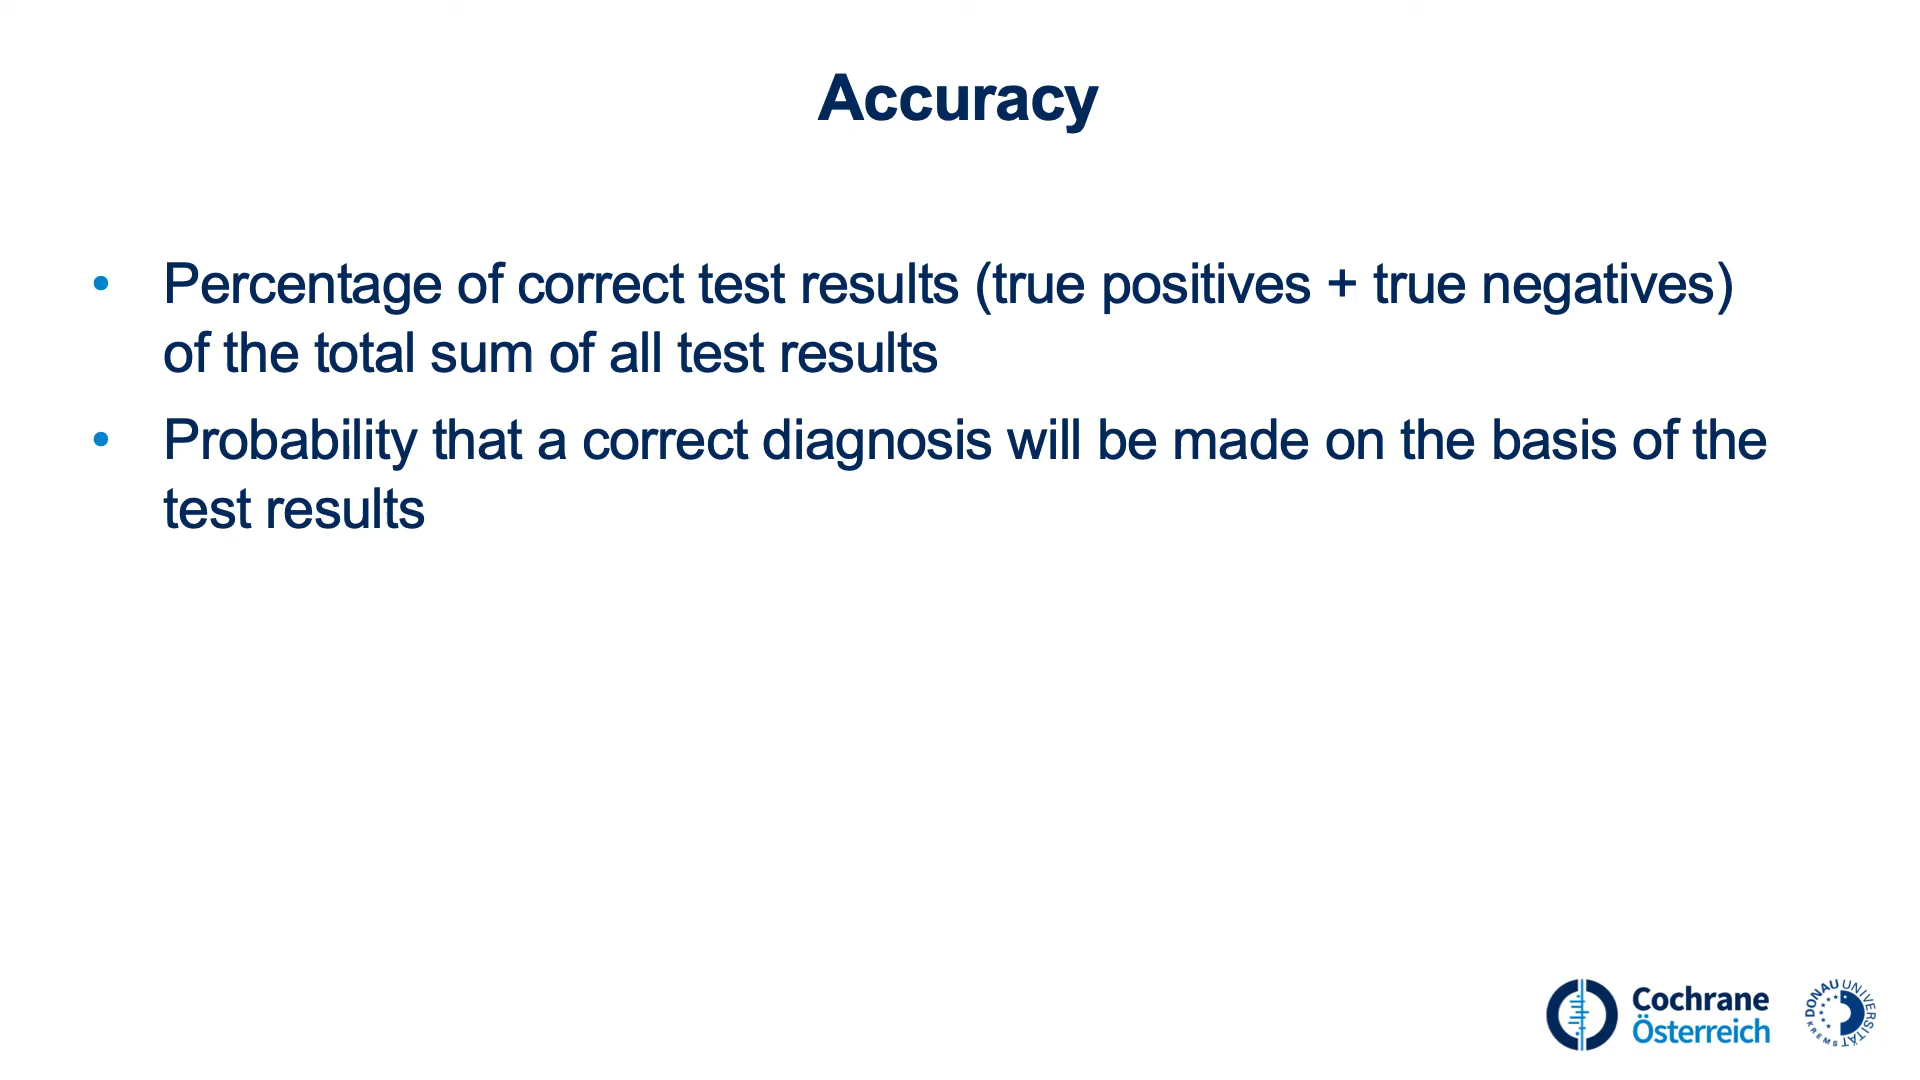 Accuracy
• Percentage of correct test results (true positives + true negatives)
of the total sum of all test results
• Probability that a correct diagnosis will be made on the basis of the
test results
Cochrane
Österreich
DONAU UNIVERSITÄT
KREMS